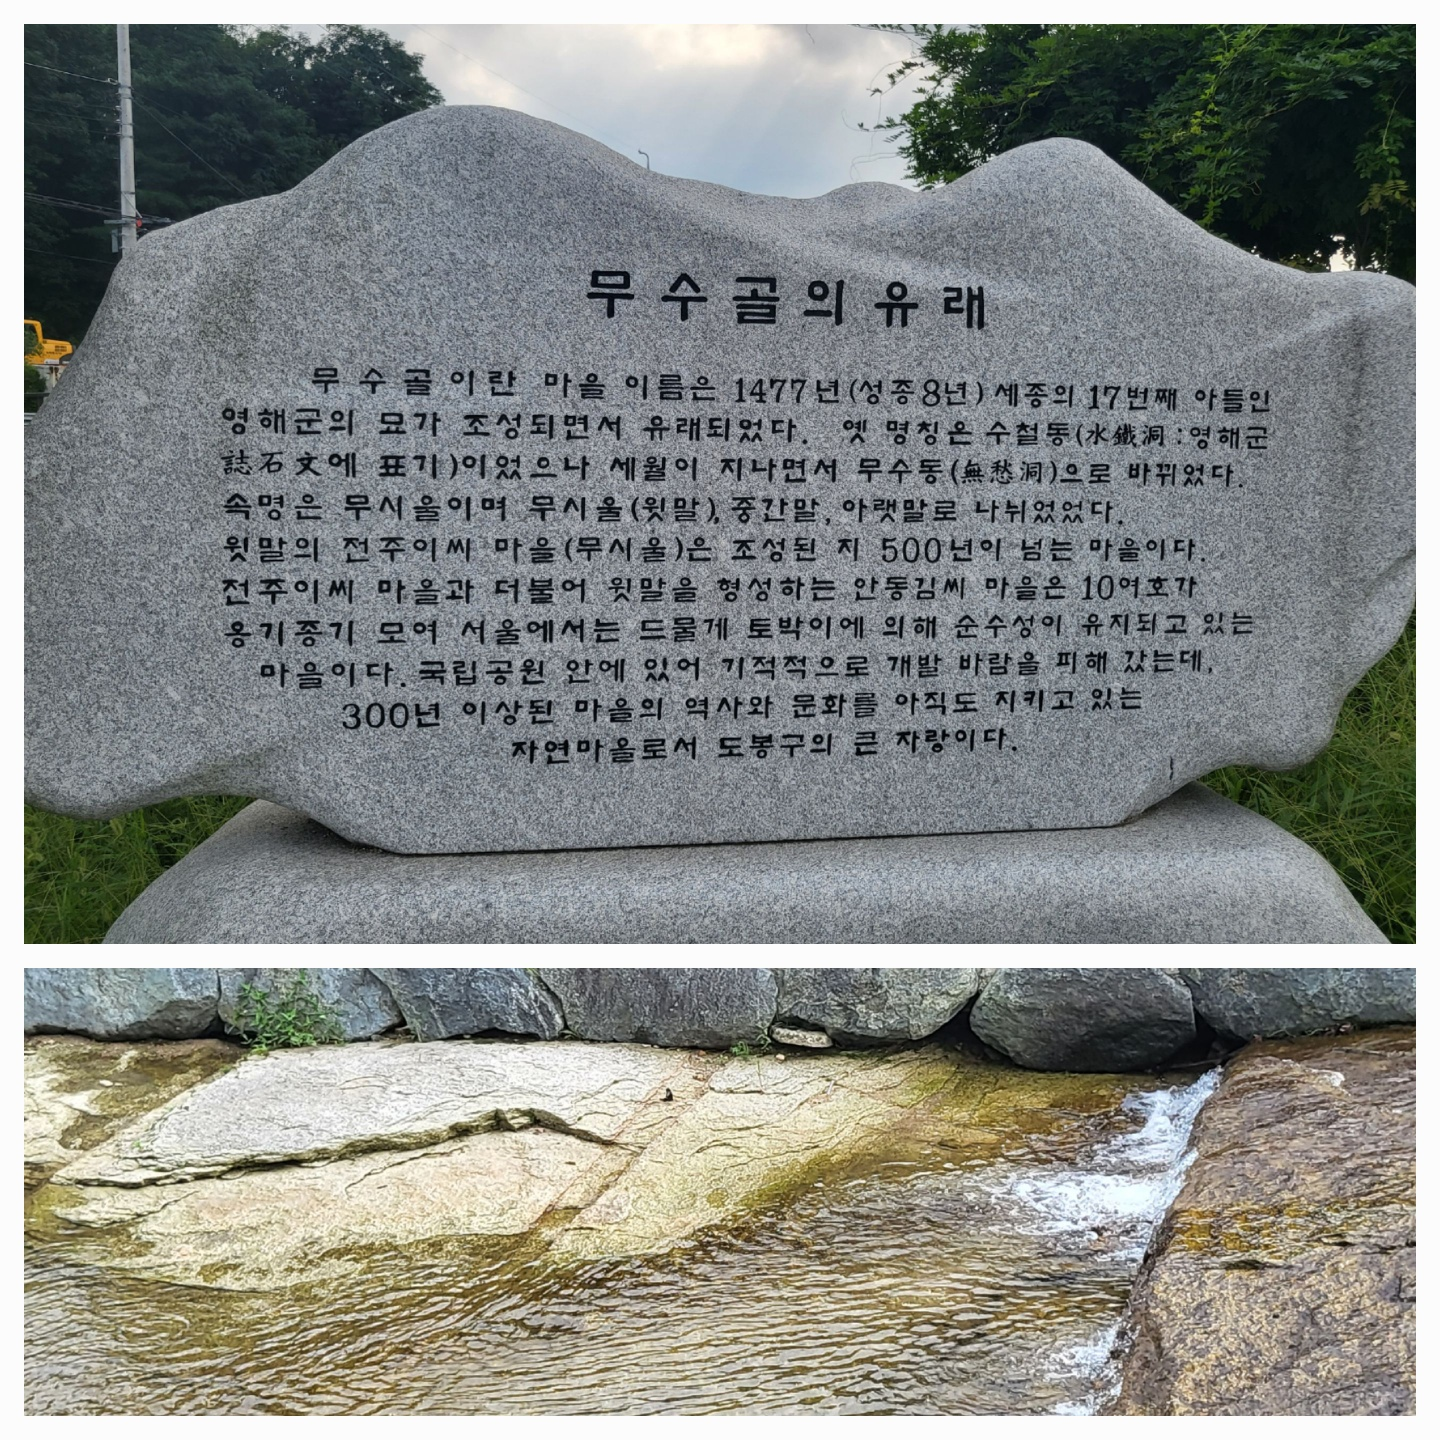 무수골의 유래
무수골이란 마을 이름은 1477년(성종8년) 세종의 17번째 아들인
영해군의 묘가 조성되면서 유래되었다. 옛 명칭은 수철동(水鐵洞:영해군
誌石文에 표기)이었으나 세월이 지나면서 무수동(無愁洞)으로 바뀌었다.
속명은 무시울이며 무시울(윗말), 중간말, 아랫말로 나뉘었었다.
윗말의 전주이씨 마을(무시울)은 조성된 지 500년이 넘는 마을이다.
전주이씨 마을과 더불어 윗말을 형성하는 안동김씨 마을은 10여호가
옹기종기 모여 서울에서는 드물게 토박이에 의해 순수성이 유지되고 있는
마을이다. 국립공원 안에 있어 기적적으로 개발 바람을 피해 갔는데,
300년 이상된 마을의 역사와 문화를 아직도 지키고 있는
자연마을로서 도봉구의 큰 자랑이다.